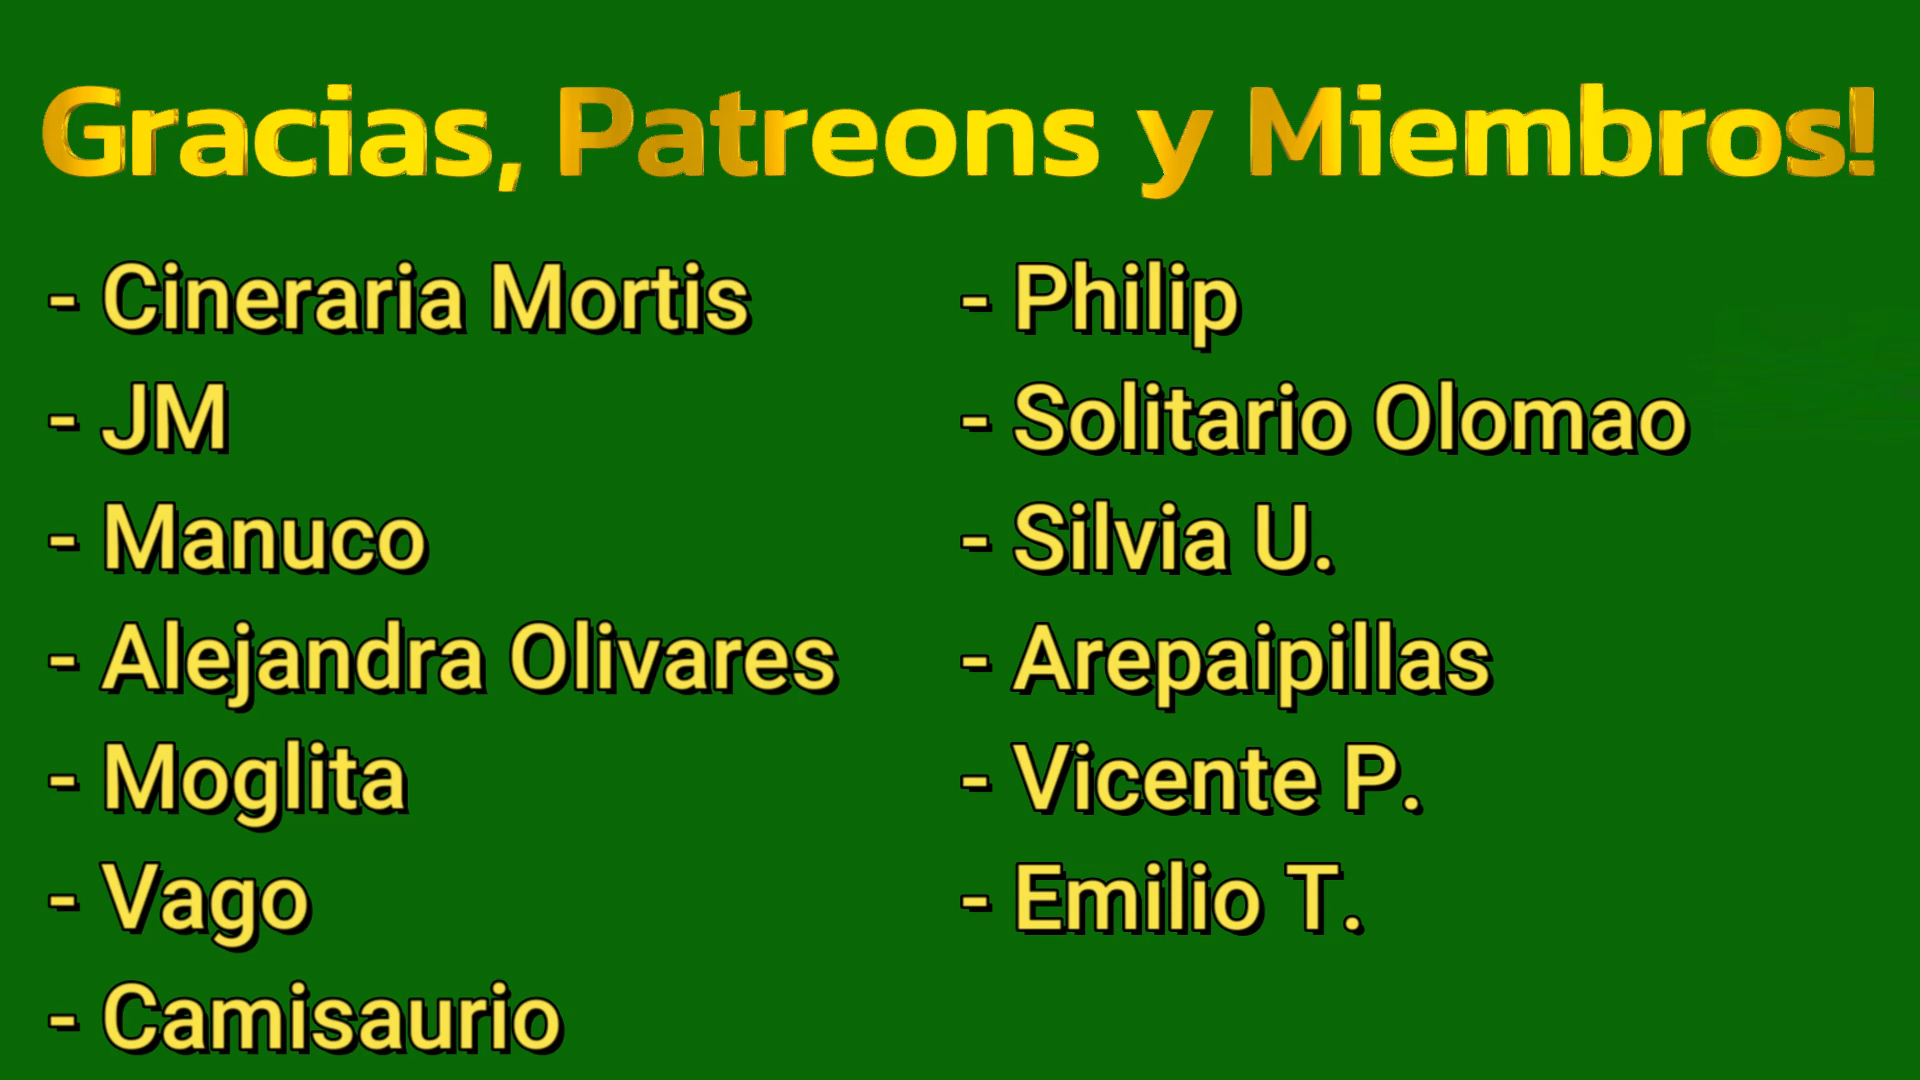 Gracias, Patreons y Miembros!
- Cineraria Mortis
- JM
- Manuco
- Alejandra Olivares
- Moglita
- Vago
- Camisaurio
- Philip
- Solitario Olomao
- Silvia U.
- Arepaipillas
- Vicente P.
- Emilio T.